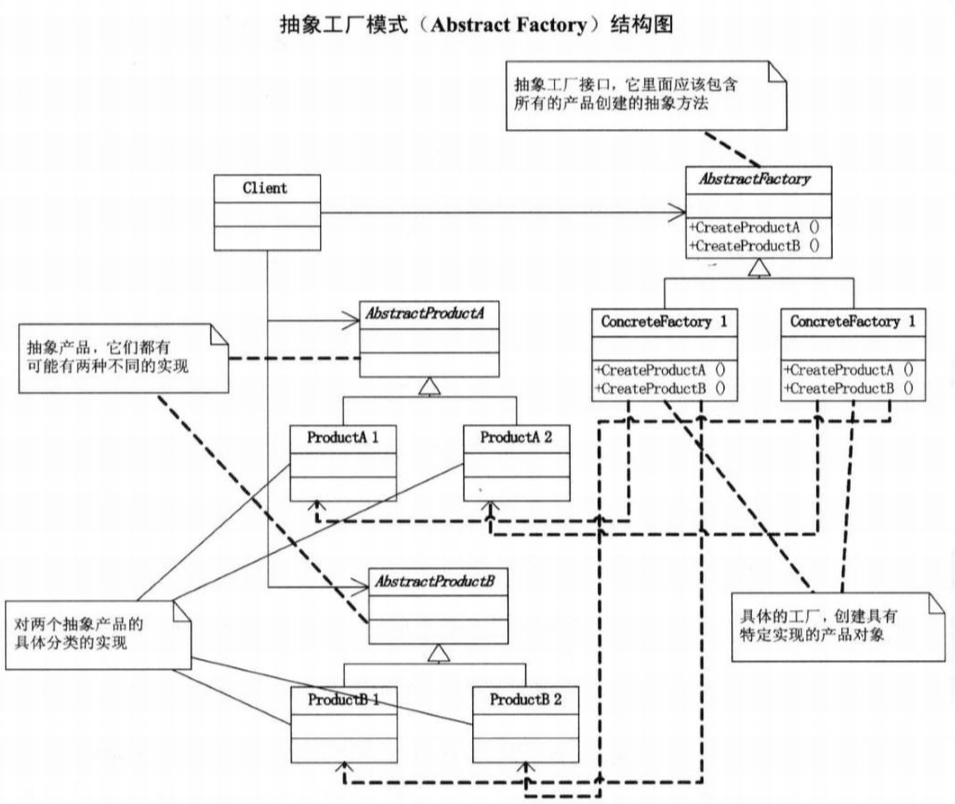 抽象工厂模式（Abstract Factory）结构图
抽象工厂接口，它里面应该包含
所有的产品创建的抽象方法
Client
AbstractFactory
+CreateProductA ()
+CreateProductB ()
AbstractProductA
ConcreteFactory 1
+CreateProductA ()
+CreateProductB ()
ConcreteFactory 1
+CreateProductA ()
+CreateProductB ()
抽象产品，它们都有
可能有两种不同的实现
ProductA 1
ProductA 2
AbstractProductB
对两个抽象产品的
具体分类的实现
具体的工厂，创建具有
特定实现的产品对象
ProductB 1
ProductB 2